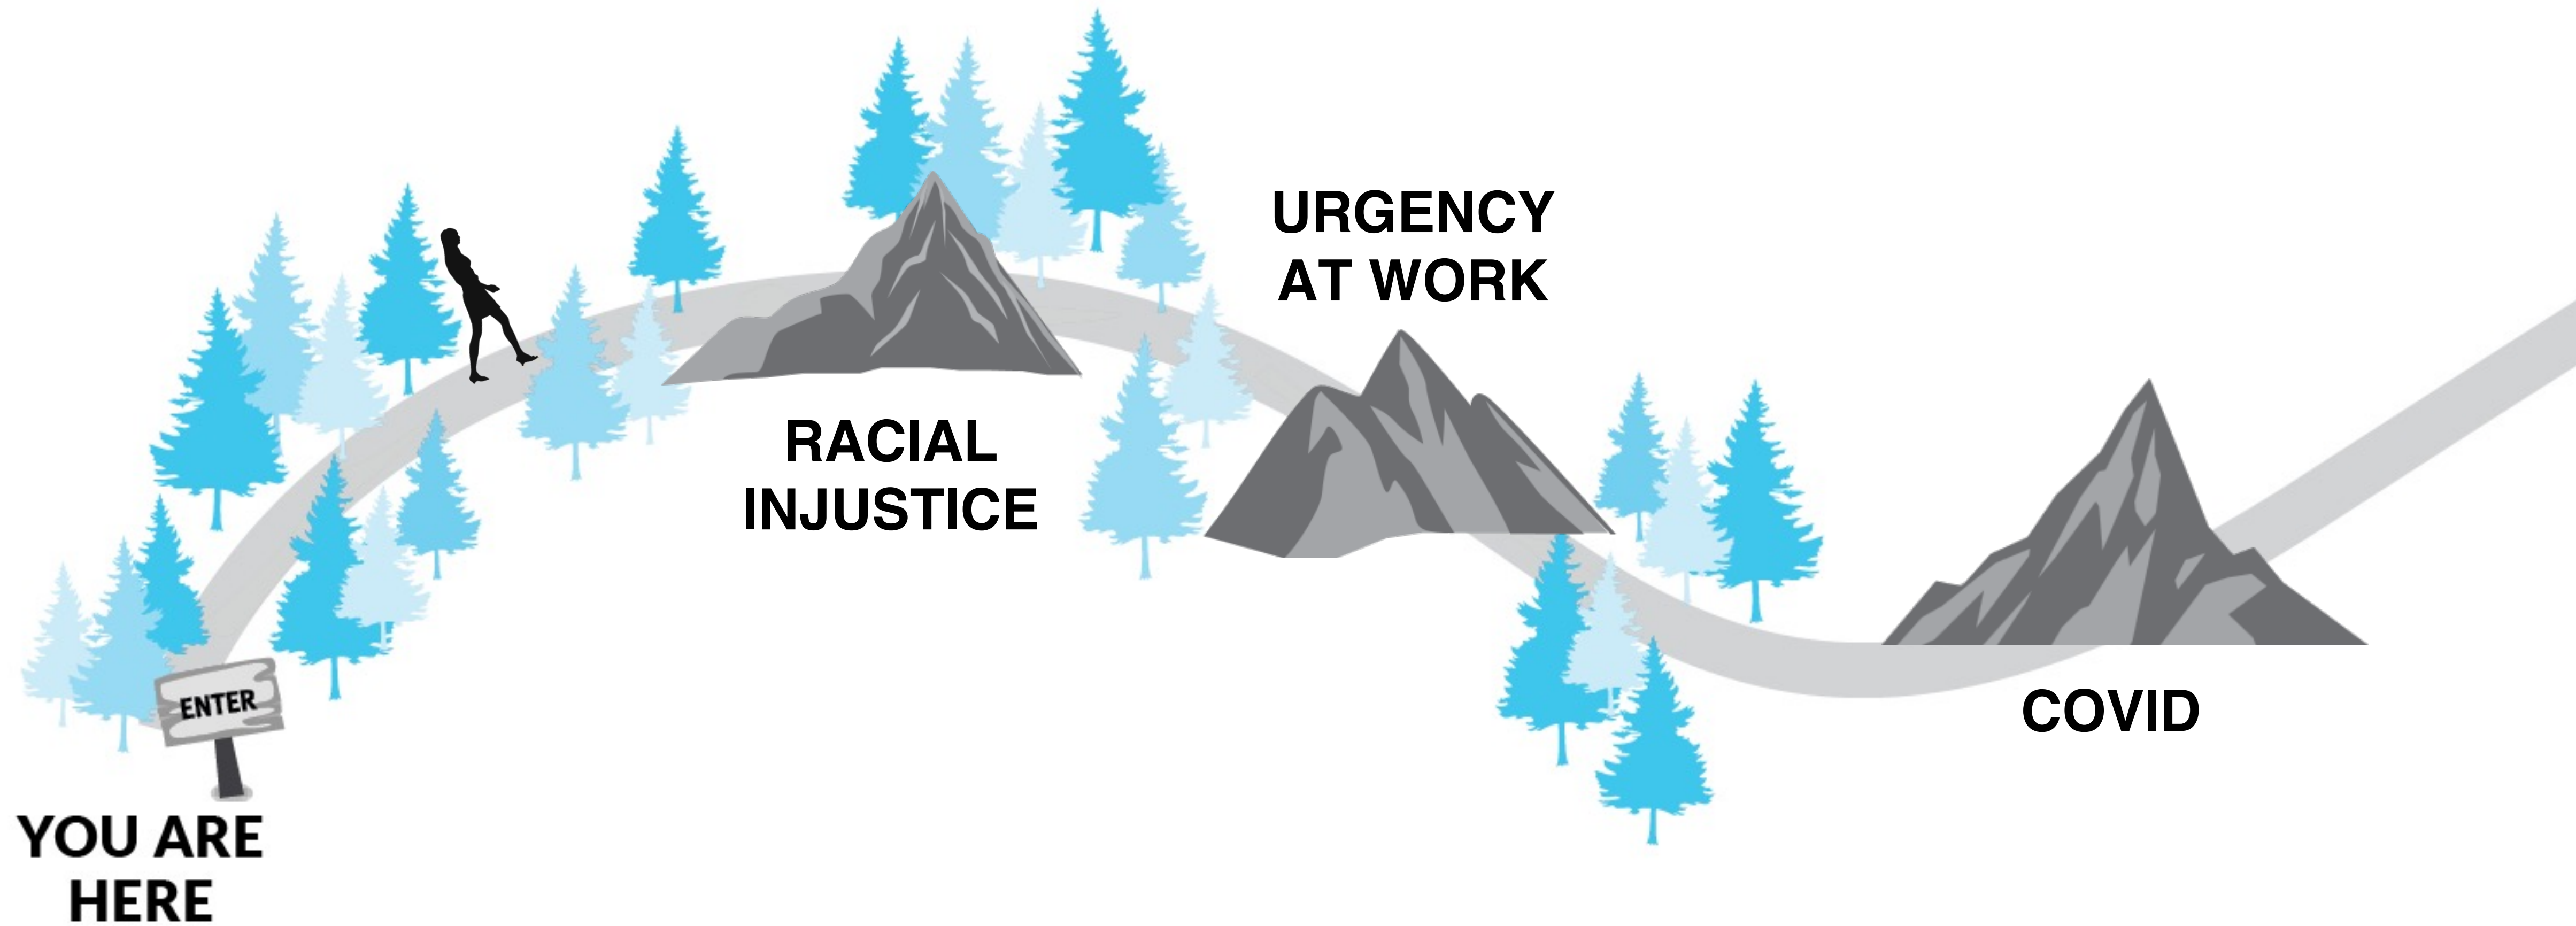 URGENCY
AT WORK
RACIAL
INJUSTICE
ENTER
COVID
YOU ARE
HERE